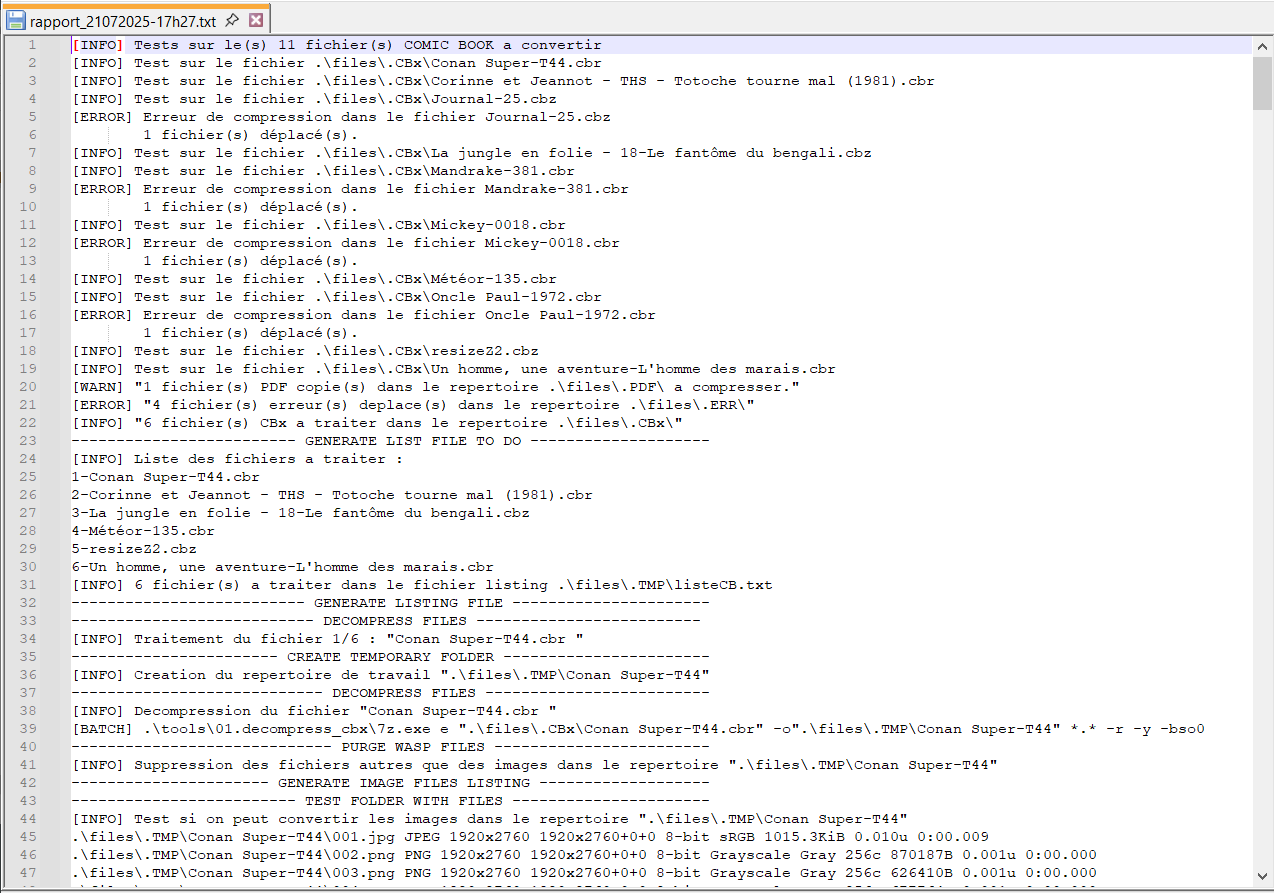 rapport_21072025-17h27.txt
1 [INFO] Tests sur le(s) 11 fichier(s) COMIC BOOK a convertir
2 [INFO] Test sur le fichier .\files\.CBx\Conan Super-T44.cbr
3 [INFO] Test sur le fichier .\files\.CBx\Corinne et Jeannot - THS - Totoche tourne mal (1981).cbr
4 [INFO] Test sur le fichier .\files\.CBx\Journal-25.cbz
5 [ERROR] Erreur de compression dans le fichier Journal-25.cbz
6 1 fichier(s) déplacé(s).
7 [INFO] Test sur le fichier .\files\.CBx\La jungle en folie - 18-Le fantôme du bengali.cbz
8 [INFO] Test sur le fichier .\files\.CBx\Mandrake-381.cbr
9 [ERROR] Erreur de compression dans le fichier Mandrake-381.cbr
10 1 fichier(s) déplacé(s).
11 [INFO] Test sur le fichier .\files\.CBx\Mickey-0018.cbr
12 [ERROR] Erreur de compression dans le fichier Mickey-0018.cbr
13 1 fichier(s) déplacé(s).
14 [INFO] Test sur le fichier .\files\.CBx\Météor-135.cbr
15 [INFO] Test sur le fichier .\files\.CBx\Oncle Paul-1972.cbr
16 [ERROR] Erreur de compression dans le fichier Oncle Paul-1972.cbr
17 1 fichier(s) déplacé(s).
18 [INFO] Test sur le fichier .\files\.CBx\resizeZ2.cbz
19 [INFO] Test sur le fichier .\files\.CBx\Un homme, une aventure-L'homme des marais.cbr
20 [WARN] "1 fichier(s) PDF copie(s) dans le repertoire .\files\.PDF\ a compresser."
21 [ERROR] "4 fichier(s) erreur(s) deplace(s) dans le repertoire .\files\.ERR\"
22 [INFO] "6 fichier(s) CBx a traiter dans le repertoire .\files\.CBx\"
23 ------------------------- GENERATE LIST FILE TO DO --------------------
24 [INFO] Liste des fichiers a traiter :
25 1-Conan Super-T44.cbr
26 2-Corinne et Jeannot - THS - Totoche tourne mal (1981).cbr
27 3-La jungle en folie - 18-Le fantôme du bengali.cbz
28 4-Météor-135.cbr
29 5-resizeZ2.cbz
30 6-Un homme, une aventure-L'homme des marais.cbr
31 [INFO] 6 fichier(s) a traiter dans le fichier listing .\files\.TMP\listeCB.txt
32 -------------------------- GENERATE LISTING FILE ----------------------
33 --------------------------- DECOMPRESS FILES -------------------------
34 [INFO] Traitement du fichier 1/6 : "Conan Super-T44.cbr "
35 ----------------------- CREATE TEMPORARY FOLDER -----------------------
36 [INFO] Creation du repertoire de travail ".\files\.TMP\Conan Super-T44"
37 ---------------------------- DECOMPRESS FILES -------------------------
38 [INFO] Decompression du fichier "Conan Super-T44.cbr "
39 [BATCH] .\tools\01.decompress_cbx\7z.exe e ".\files\.CBx\Conan Super-T44.cbr" -o".\files\.TMP\Conan Super-T44" *.* -r -y -bso0
40 ----------------------------- PURGE WASP FILES ------------------------
41 [INFO] Suppression des fichiers autres que des images dans le repertoire ".\files\.TMP\Conan Super-T44"
42 ---------------------- GENERATE IMAGE FILES LISTING -------------------
43 ------------------------- TEST FOLDER WITH FILES ----------------------
44 [INFO] Test si on peut convertir les images dans le repertoire ".\files\.TMP\Conan Super-T44"
45 .\files\.TMP\Conan Super-T44\001.jpg JPEG 1920x2760 1920x2760+0+0 8-bit sRGB 1015.3KiB 0.010u 0:00.009
46 .\files\.TMP\Conan Super-T44\002.png PNG 1920x2760 1920x2760+0+0 8-bit Grayscale Gray 256c 870187B 0.001u 0:00.000
47 .\files\.TMP\Conan Super-T44\003.png PNG 1920x2760 1920x2760+0+0 8-bit Grayscale Gray 256c 626410B 0.001u 0:00.000